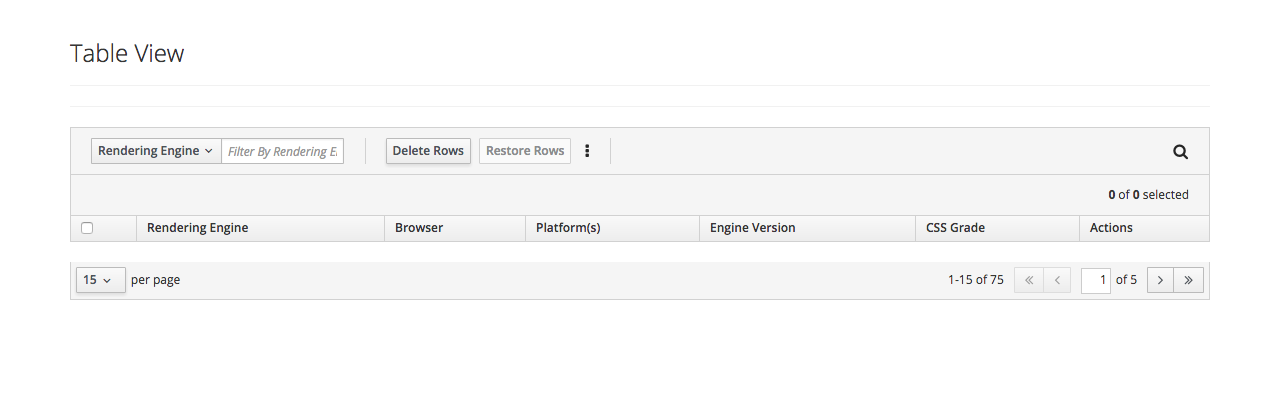 Table View
Rendering Engine Filter By Rendering E Delete Rows Restore Rows
0 of 0 selected
Rendering Engine Browser Platform(s) Engine Version CSS Grade Actions
15 per page 1-15 of 75 « ‹ 1 of 5 › »